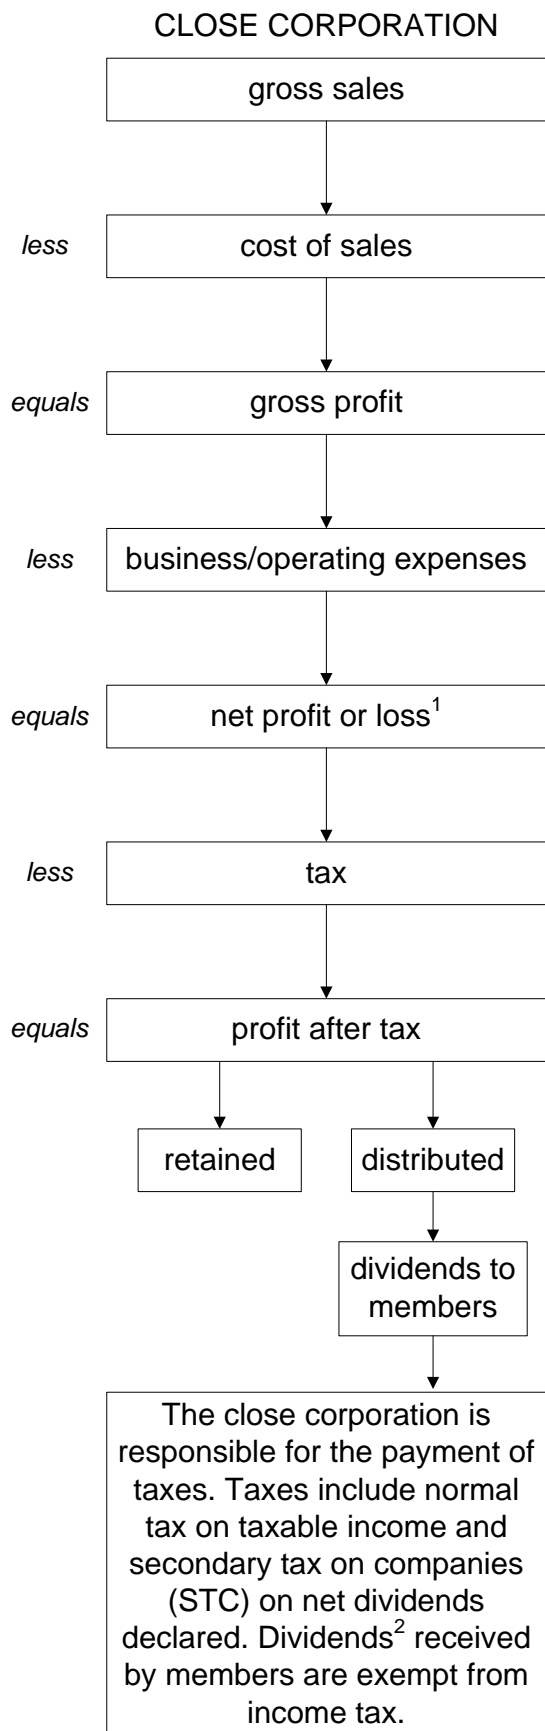 CLOSE CORPORATION
gross sales
less
cost of sales
equals
gross profit
less
business/operating expenses
equals
net profit or loss¹
less
tax
equals
profit after tax
retained
distributed
dividends to
members
The close corporation is
responsible for the payment of
taxes. Taxes include normal
tax on taxable income and
secondary tax on companies
(STC) on net dividends
declared. Dividends² received
by members are exempt from
income tax.